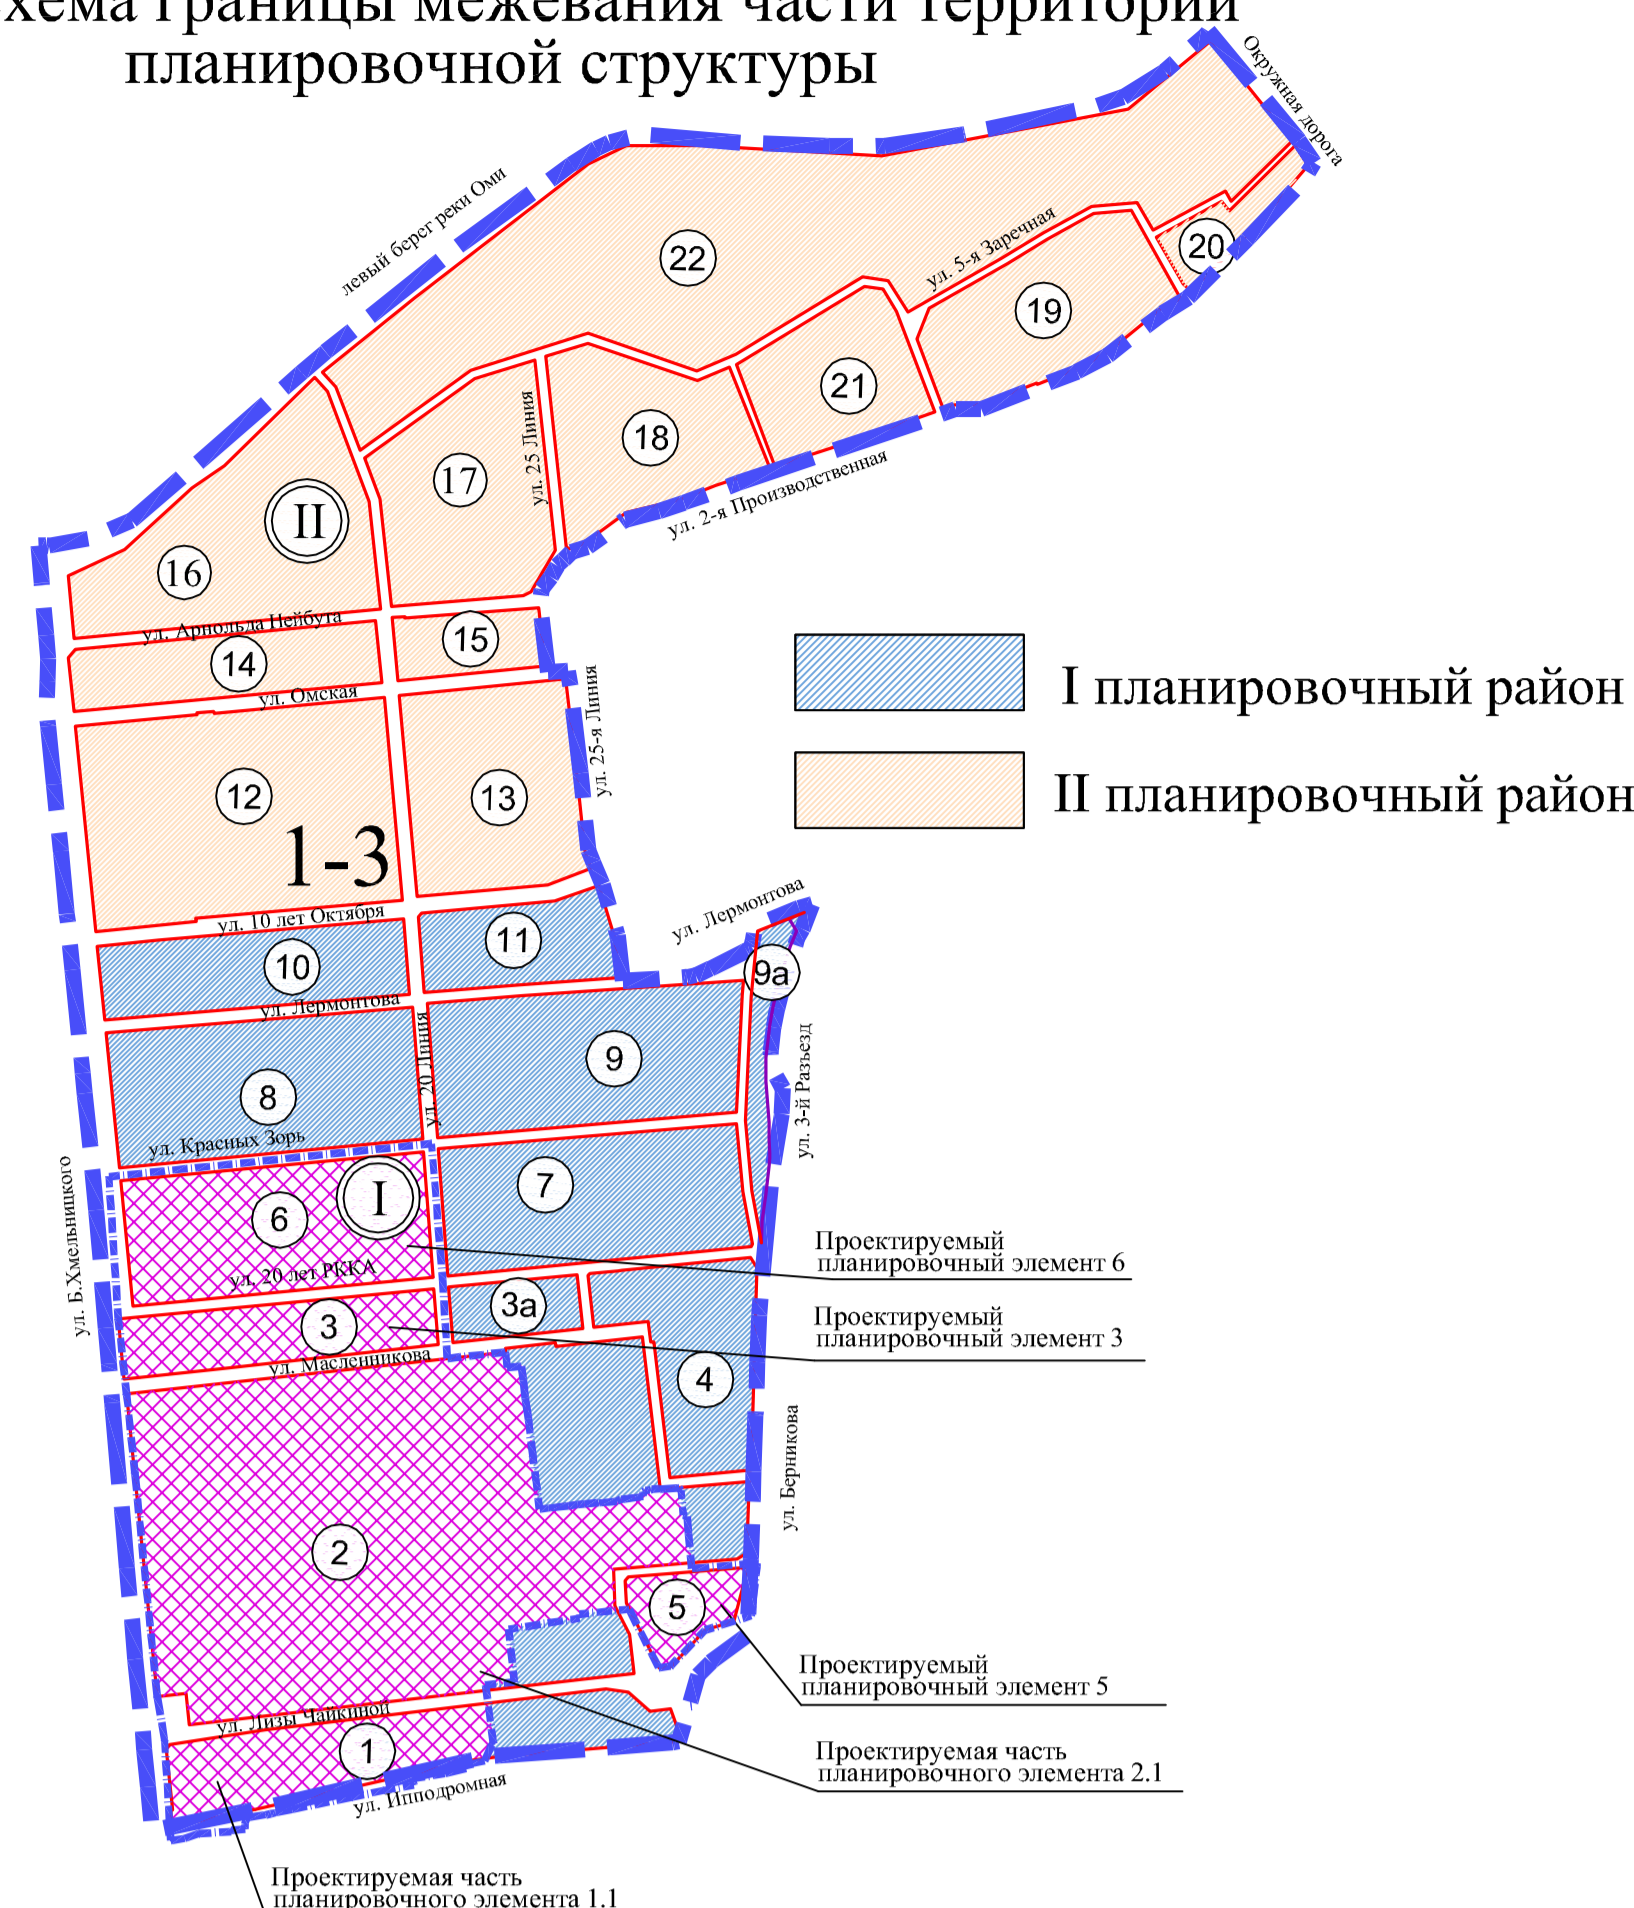 хема границы межевания части территории
планировочной структуры
Окружная дорога
левый берег реки Оми
22
ул. 5-я Заречная
20
19
21
18
17
ул. 25 Линия
ул. 2-я Производственная
II
16
ул. Арнольда Нейбута
15
14
ул. Омская
I планировочный район
ул. 25-я Линия
II планировочный район
12
13
1-3
ул. 10 лет Октября
ул. Лермонтова
11
10
9а
ул. Лермонтова
ул. 20 Линия
9
8
ул. 3-й Разъезд
ул. Красных Зорь
ул. Б.Хмельницкого
I
7
6
Проектируемый
планировочный элемент 6
ул. 20 лет РККА
3а
3
Проектируемый
планировочный элемент 3
ул. Масленникова
4
ул. Берникова
2
5
Проектируемый
планировочный элемент 5
ул. Лизы Чайкиной
1
Проектируемая часть
планировочного элемента 2.1
ул. Ипподромная
Проектируемая часть
планировочного элемента 1.1